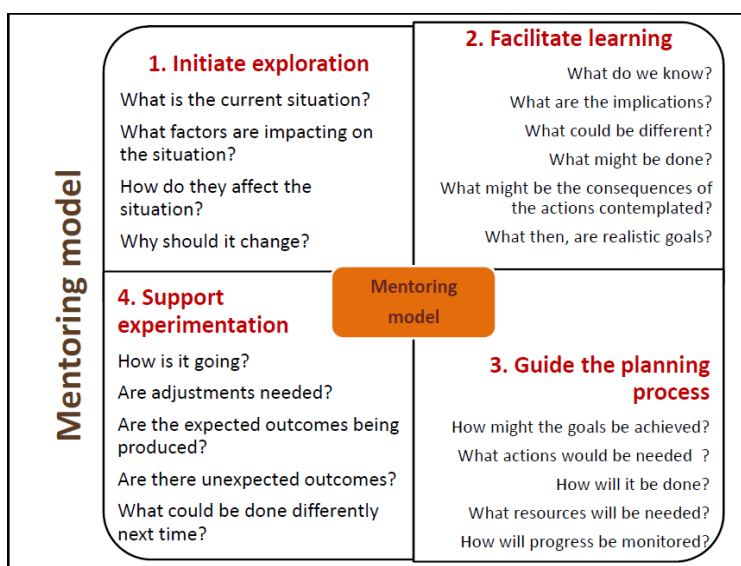 Mentoring model
1. Initiate exploration
What is the current situation?
What factors are impacting on
the situation?
How do they affect the
situation?
Why should it change?
2. Facilitate learning
What do we know?
What are the implications?
What could be different?
What might be done?
What might be the consequences of
the actions contemplated?
What then, are realistic goals?
Mentoring
model
3. Guide the planning
process
How might the goals be achieved?
What actions would be needed ?
How will it be done?
What resources will be needed?
How will progress be monitored?
4. Support
experimentation
How is it going?
Are adjustments needed?
Are the expected outcomes being
produced?
Are there unexpected outcomes?
What could be done differently
next time?